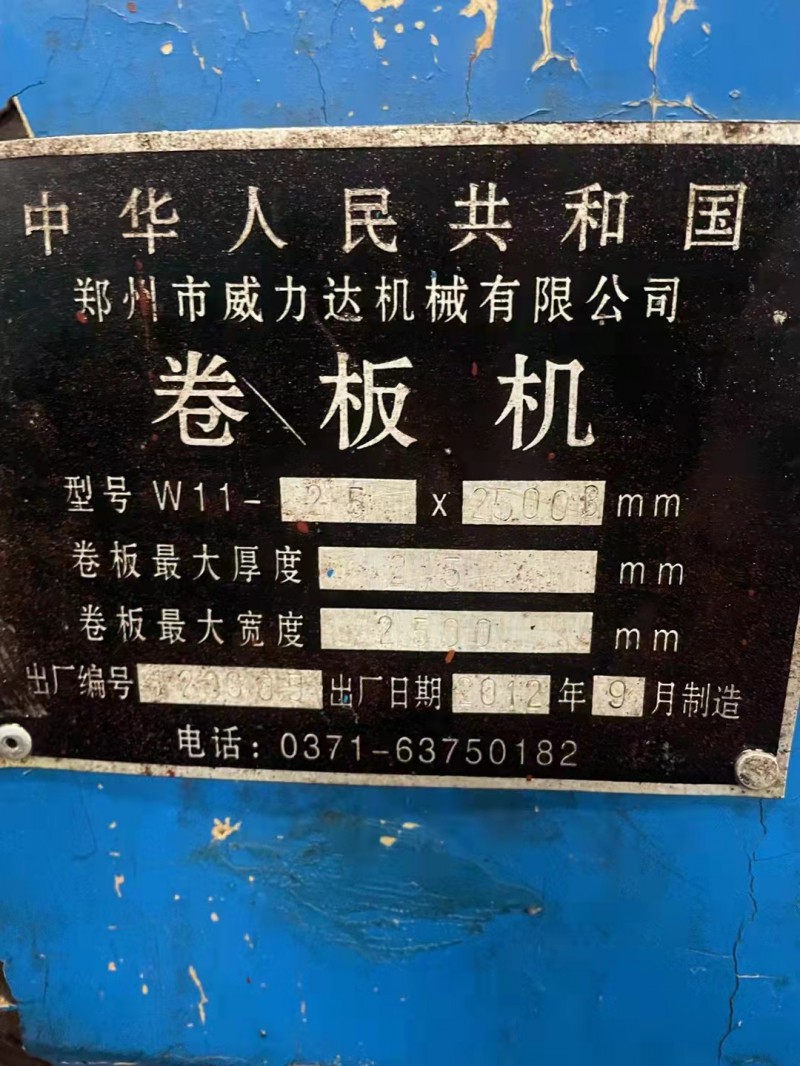 中华人民共和国
郑州市威力达机械有限公司
卷板机
型号 W11- 25 x 2500 mm
卷板最大厚度 25 mm
卷板最大宽度 2500 mm
出厂编号 出厂日期 2012 年 9 月制造
电话：0371-63750182